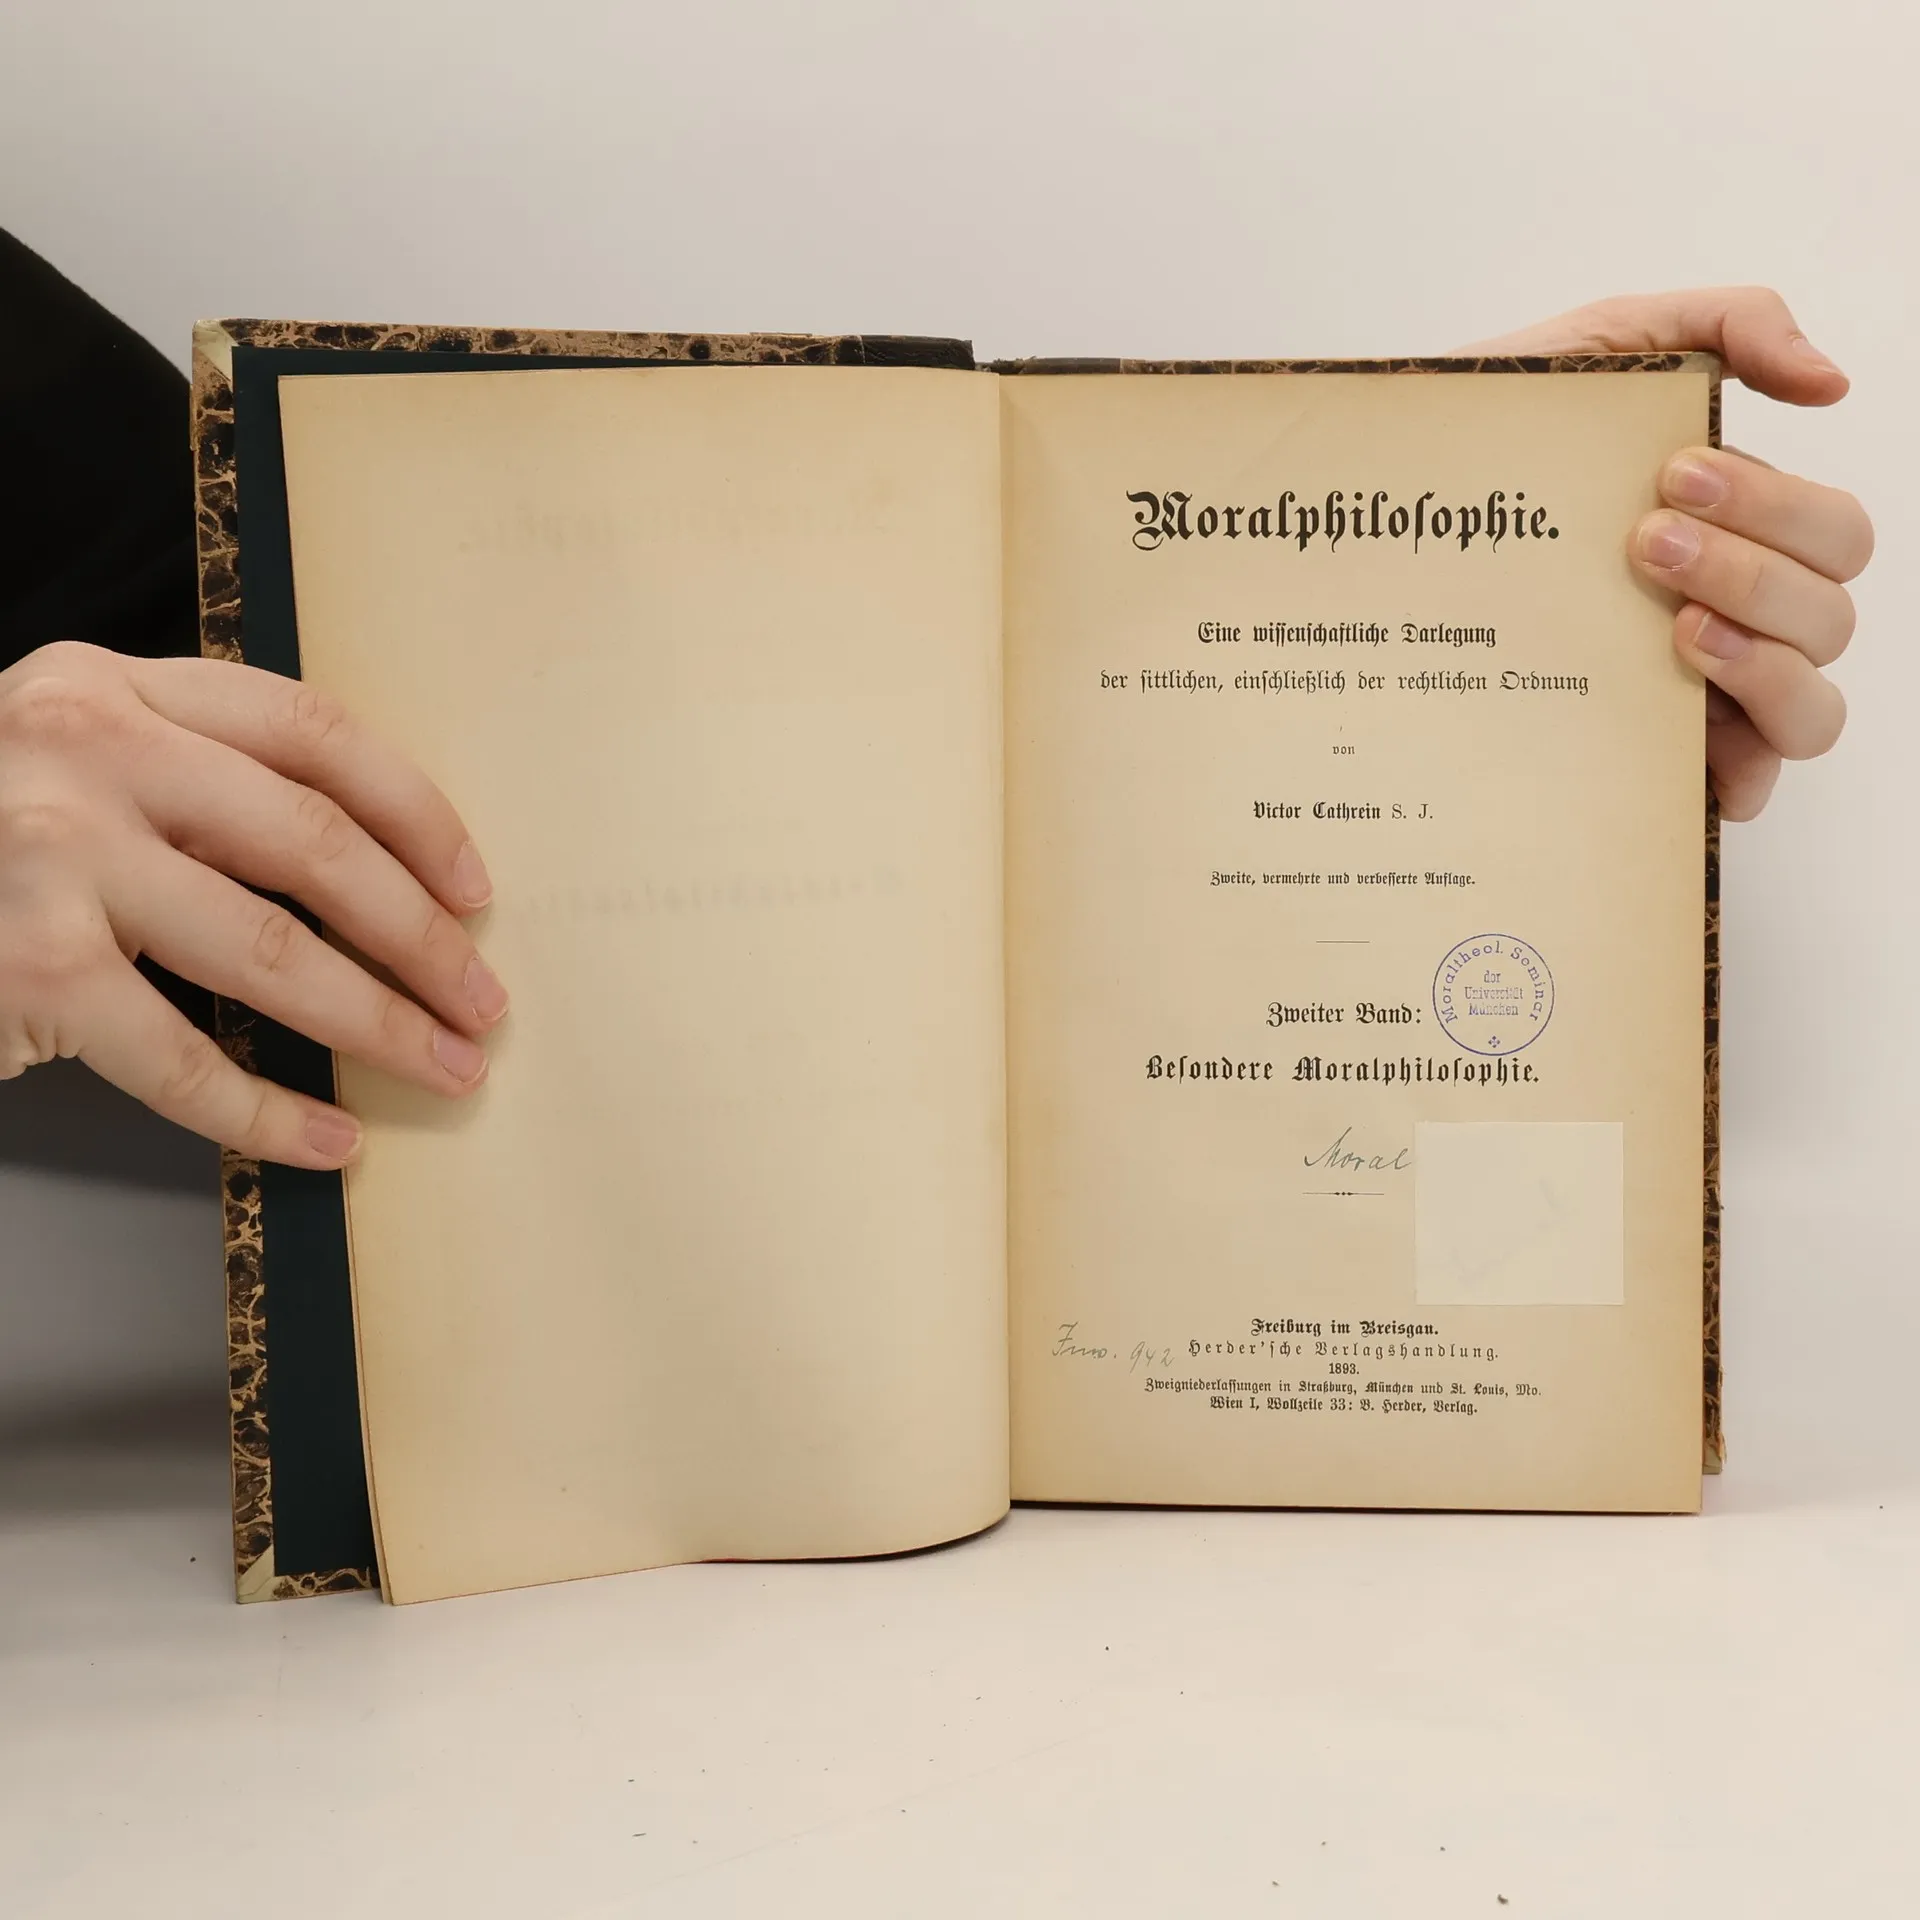 Moralphiloſophie.
Eine wiſſenſchaftliche Darlegung
der ſittlichen, einſchließlich der rechtlichen Ordnung
von
Victor Cathrein S. J.
Zweite, vermehrte und verbeſſerte Auflage.
Moraltheol. Seminar
der
Universität
München
Zweiter Band:
Beſondere Moralphiloſophie.
Moral
Freiburg im Breisgau.
Inv. 942
Herder'ſche Verlagshandlung.
1893.
Zweigniederlaſſungen in Straßburg, München und St. Louis, Mo.
Wien I, Wollzeile 33: B. Herder, Verlag.